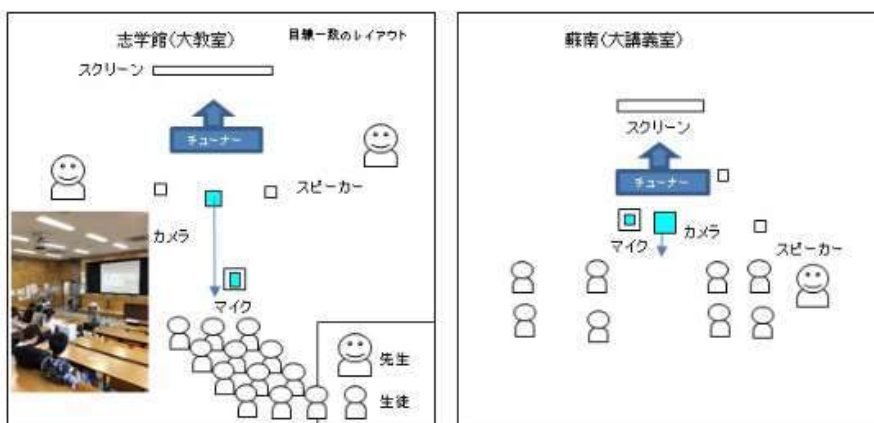 志学館(大教室)
目線一致のレイアウト
スクリーン
チューナー
スピーカー
カメラ
マイク
先生
生徒
蘇南(大講義室)
スクリーン
チューナー
マイク
カメラ
スピーカー